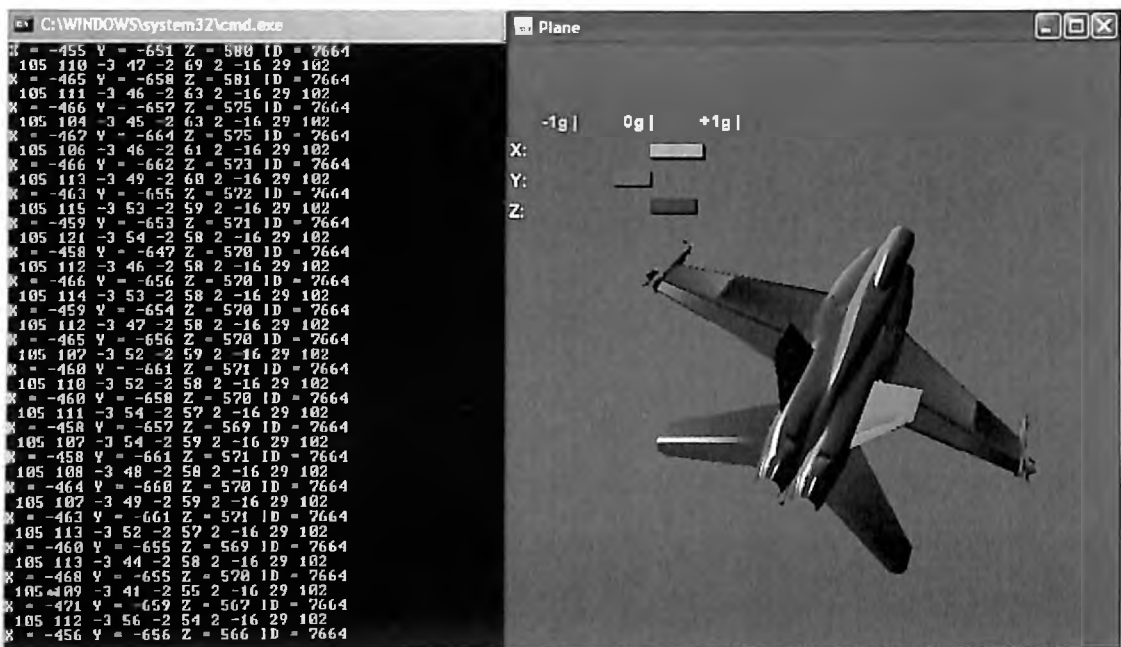 C:\WINDOWS\system32\cmd.exe
X = -455 Y = -651 Z = 580 ID = 7664
105 110 -3 47 -2 69 2 -16 29 102
X = -465 Y = -658 Z = 581 ID = 7664
105 111 -3 46 -2 63 2 -16 29 102
X = -466 Y = -657 Z = 575 ID = 7664
105 104 -3 45 -2 63 2 -16 29 102
X = -467 Y = -664 Z = 575 ID = 7664
105 106 -3 46 -2 61 2 -16 29 102
X = -466 Y = -662 Z = 573 ID = 7664
105 113 -3 49 -2 60 2 -16 29 102
X = -463 Y = -655 Z = 572 ID = 7664
105 115 -3 53 -2 59 2 -16 29 102
X = -459 Y = -653 Z = 571 ID = 7664
105 121 -3 54 -2 58 2 -16 29 102
X = -458 Y = -647 Z = 570 ID = 7664
105 112 -3 46 -2 58 2 -16 29 102
X = -466 Y = -656 Z = 570 ID = 7664
105 114 -3 53 -2 58 2 -16 29 102
X = -459 Y = -654 Z = 570 ID = 7664
105 112 -3 47 -2 58 2 -16 29 102
X = -465 Y = -656 Z = 570 ID = 7664
105 107 -3 52 -2 59 2 -16 29 102
X = -460 Y = -661 Z = 571 ID = 7664
105 110 -3 52 -2 58 2 -16 29 102
X = -460 Y = -658 Z = 570 ID = 7664
105 111 -3 54 -2 57 2 -16 29 102
X = -458 Y = -657 Z = 569 ID = 7664
105 107 -3 54 -2 59 2 -16 29 102
X = -458 Y = -661 Z = 571 ID = 7664
105 108 -3 48 -2 58 2 -16 29 102
X = -464 Y = -660 Z = 570 ID = 7664
105 107 -3 49 -2 59 2 -16 29 102
X = -463 Y = -661 Z = 571 ID = 7664
105 113 -3 52 -2 57 2 -16 29 102
X = -460 Y = -655 Z = 569 ID = 7664
105 113 -3 44 -2 58 2 -16 29 102
X = -468 Y = -655 Z = 570 ID = 7664
105 109 -3 41 -2 55 2 -16 29 102
X = -471 Y = -659 Z = 567 ID = 7664
105 112 -3 56 -2 54 2 -16 29 102
X = -456 Y = -656 Z = 566 ID = 7664
Plane
-1g | 0g | +1g |
X:
Y:
Z: